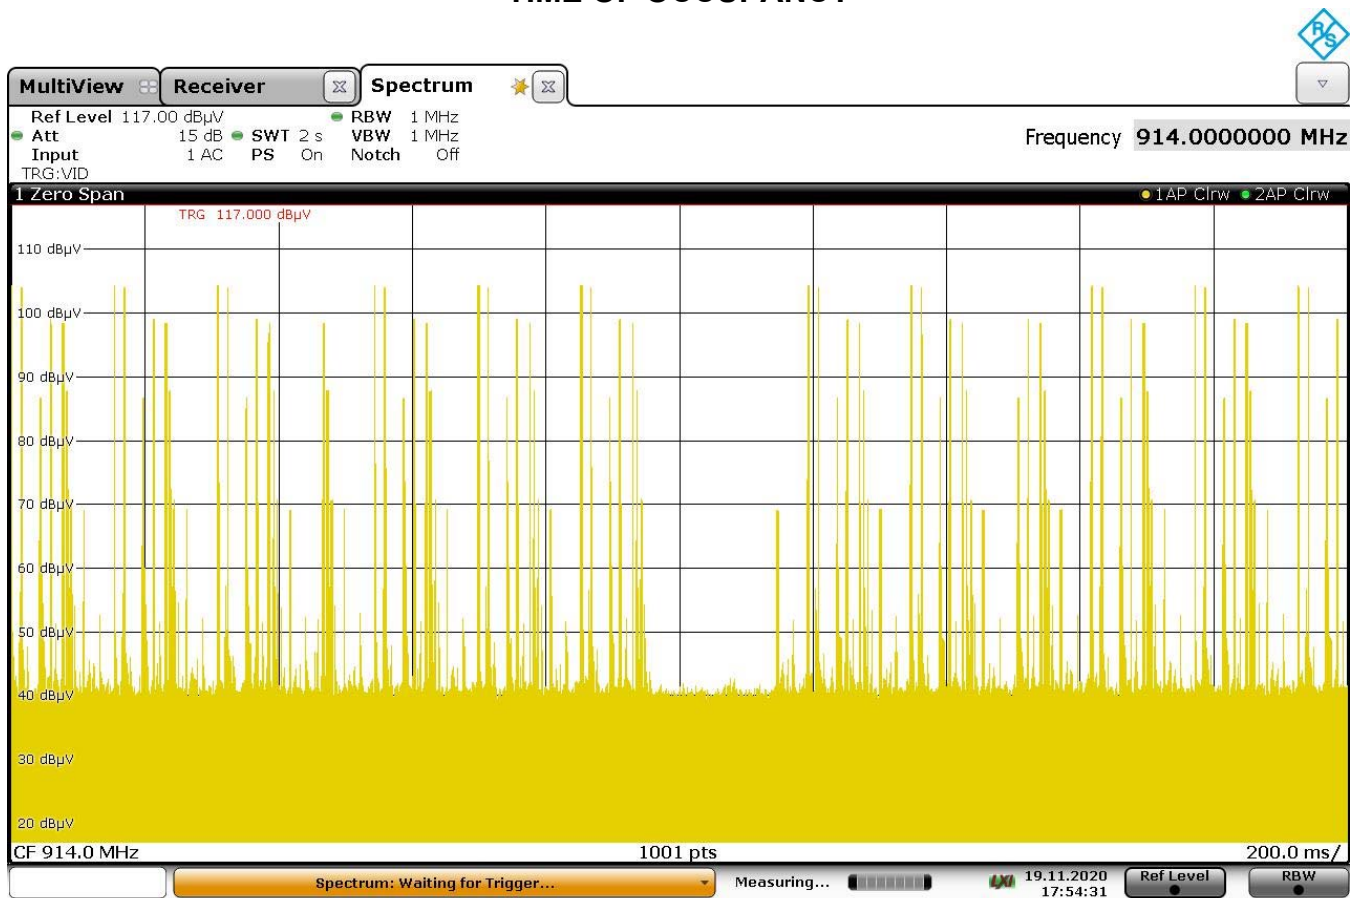 TIME OF OCCUPANCY
R&S
MultiView Receiver Spectrum
Ref Level 117.00 dBµV RBW 1 MHz
Att 15 dB SWT 2 s VBW 1 MHz
Input 1 AC PS On Notch Off
TRG:VID
Frequency 914.0000000 MHz
1 Zero Span 1AP Clrw 2AP Clrw
TRG 117.000 dBµV
110 dBµV
100 dBµV
90 dBµV
80 dBµV
70 dBµV
60 dBµV
50 dBµV
40 dBµV
30 dBµV
20 dBµV
CF 914.0 MHz 1001 pts 200.0 ms/
Spectrum: Waiting for Trigger... Measuring... LXI 19.11.2020 Ref Level RBW
17:54:31